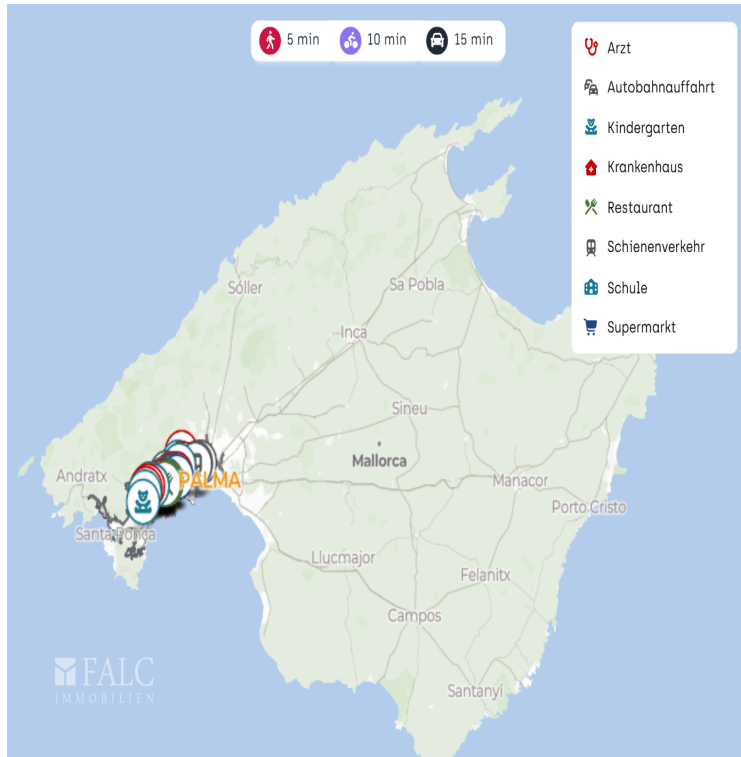 5 min
10 min
15 min
Arzt
Autobahnauffahrt
Kindergarten
Krankenhaus
Restaurant
Schienenverkehr
Schule
Supermarkt
Sóller
Sa Pobla
Inca
Sineu
Mallorca
Andratx
PALMA
Manacor
Porto Cristo
Santa Ponça
Llucmajor
Felanitx
Campos
Santanyí
FALC
IMMOBILIEN